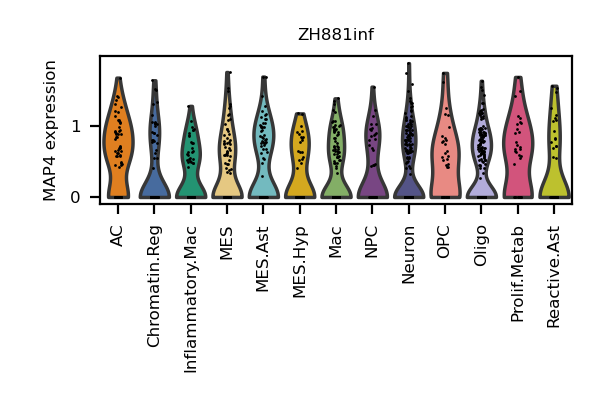 ZH881inf
MAP4 expression
1
0
AC
Chromatin.Reg
Inflammatory.Mac
MES
MES.Ast
MES.Hyp
Mac
NPC
Neuron
OPC
Oligo
Prolif.Metab
Reactive.Ast